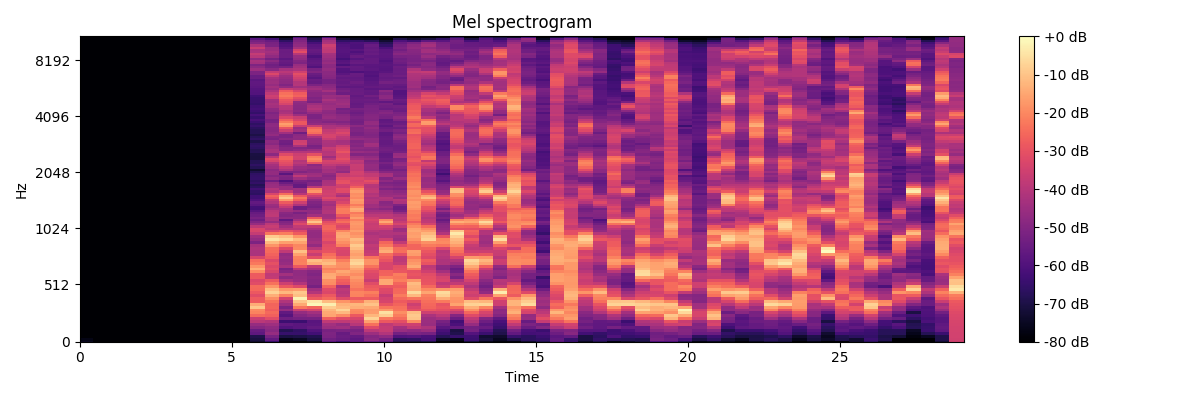 Mel spectrogram
8192
4096
2048
1024
512
0
Hz
0 5 10 15 20 25
Time
+0 dB
-10 dB
-20 dB
-30 dB
-40 dB
-50 dB
-60 dB
-70 dB
-80 dB